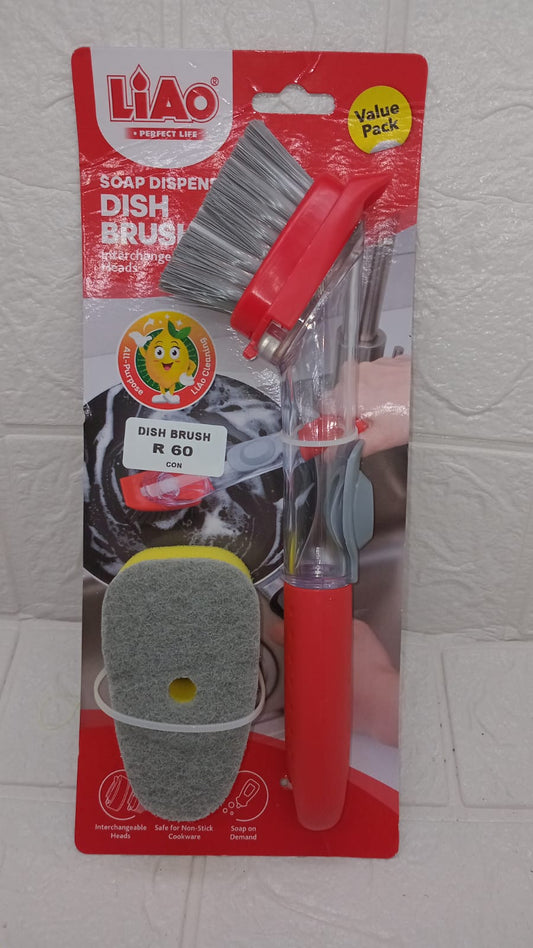 LiAo®
• PERFECT LIFE •
Value
Pack
SOAP DISPENS
DISH
BRUSH
Interchange
Heads
All-Purpose
LiAo Cleaning
DISH BRUSH
R 60
CON
Interchangeable
Heads
Safe for Non-Stick
Cookware
Soap on
Demand